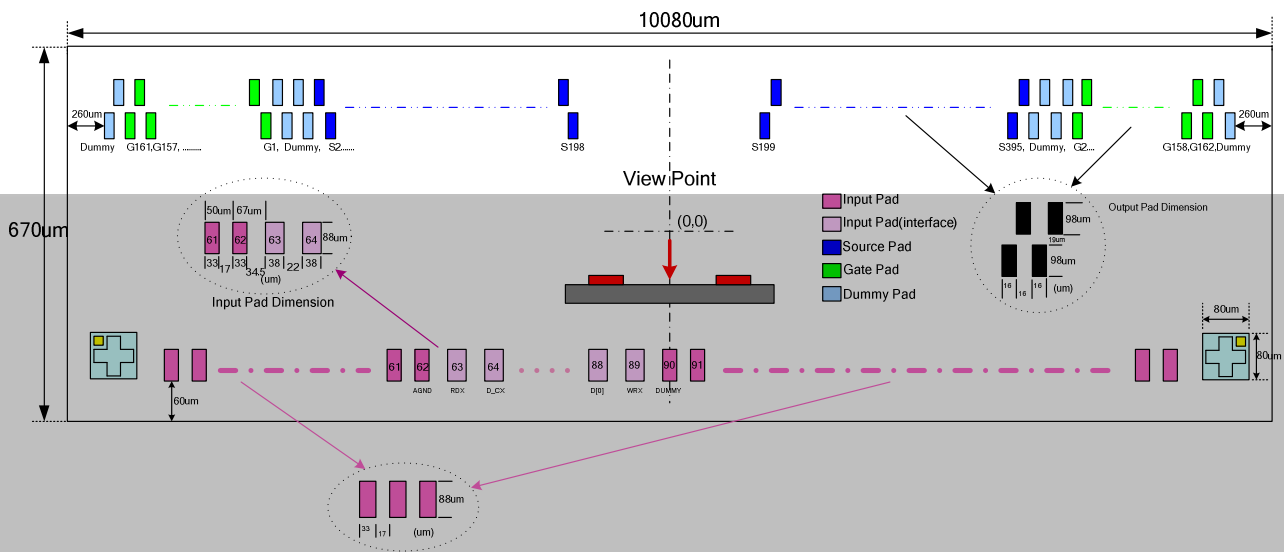 10080um
260um
260um
Dummy G161,G157, ........
G1, Dummy, S2......
S198
S199
S395, Dummy, G2....
G158,G162,Dummy
View Point
670um
50um 67um
61 62 63 64
88um
33 17 33 34.5 38 22 38
(um)
Input Pad Dimension
(0,0)
Input Pad
Input Pad(interface)
Source Pad
Gate Pad
Dummy Pad
Output Pad Dimension
98um
19um
98um
16 16 16 (um)
80um
80um
61 62 63 64 88 89 90 91
AGND RDX D_CX D[0] WRX DUMMY
60um
88um
33 17 (um)